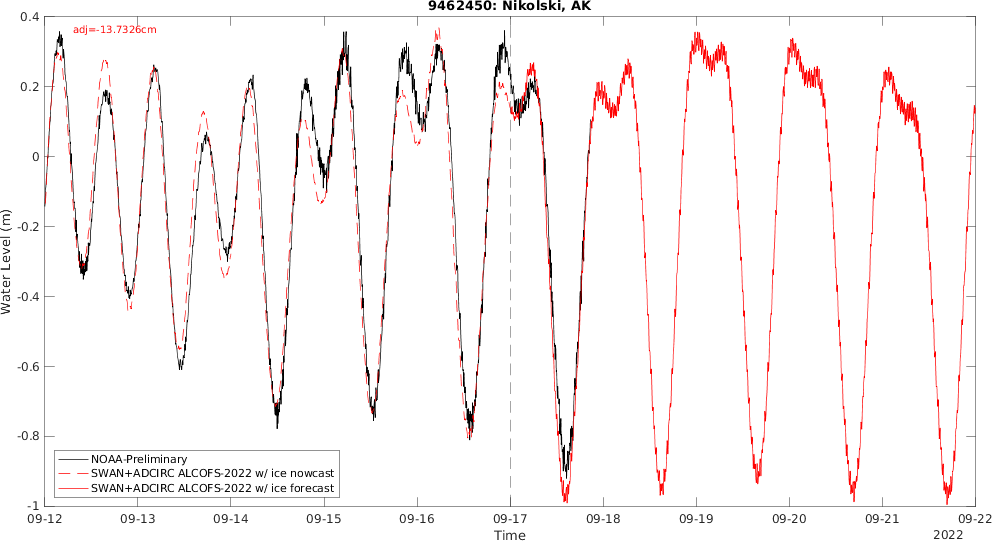 9462450: Nikolski, AK
adj=-13.7326cm
Water Level (m)
0.4
0.2
0
-0.2
-0.4
-0.6
-0.8
-1
NOAA-Preliminary
SWAN+ADCIRC ALCOFS-2022 w/ ice nowcast
SWAN+ADCIRC ALCOFS-2022 w/ ice forecast
09-12 09-13 09-14 09-15 09-16 09-17 09-18 09-19 09-20 09-21 09-22
Time
2022